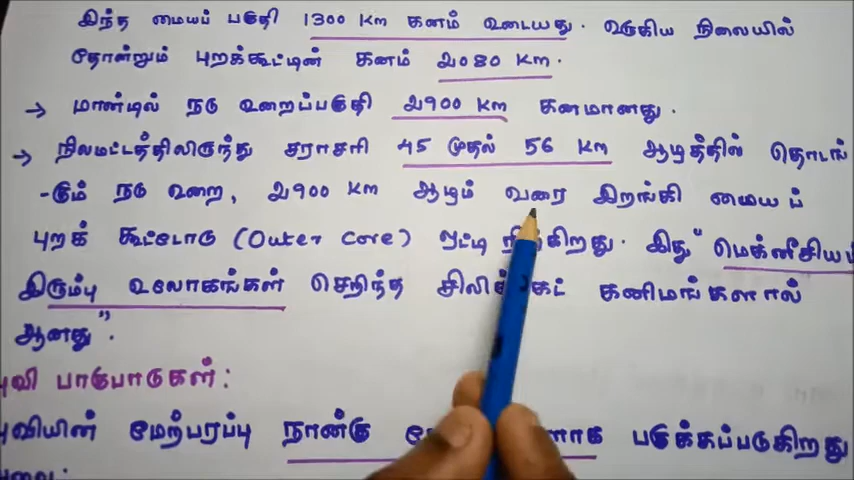 இந்த மையப் பகுதி 1300 Km கனம் உடையது. உருகிய நிலையில்
தோன்றும் புறக்கூட்டின் கனம் 2080 Km.
→ மாண்டில் நடு உறைப்பகுதி 2900 Km கனமானது.
→ நிலமட்டத்திலிருந்து சராசரி 45 முதல் 56 Km ஆழத்தில் தொடங்
-கும் நடு உறை, 2900 Km ஆழம் வரை இறங்கி மையப்
புறக் கூட்டோடு (Outer Core) ஒட்டி நிற்கிறது. இது "மெக்னீசிய
இரும்பு உலோகங்கள் செறிந்த கனிமங்களால்
ஆனது".
புவி பாகுபாடுகள்:
புவியின் மேற்பரப்பு நான்கு பகுக்கப்படுகிறது